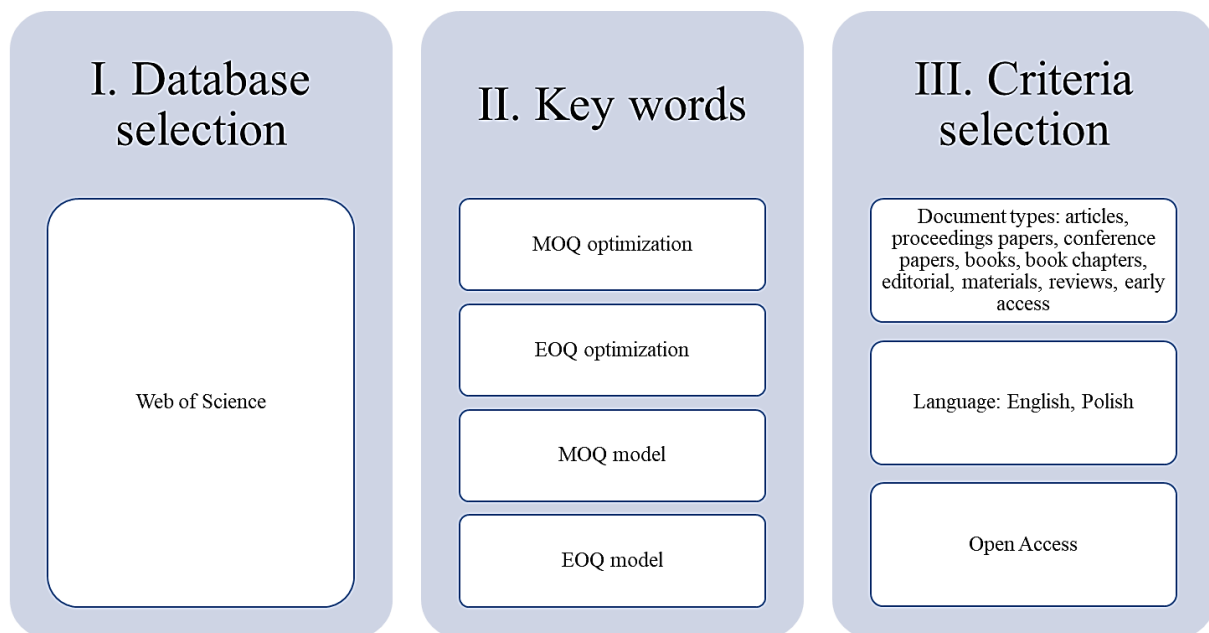 I. Database
selection
Web of Science
II. Key words
MOQ optimization
EOQ optimization
MOQ model
EOQ model
III. Criteria
selection
Document types: articles,
proceedings papers, conference
papers, books, book chapters,
editorial, materials, reviews, early
access
Language: English, Polish
Open Access